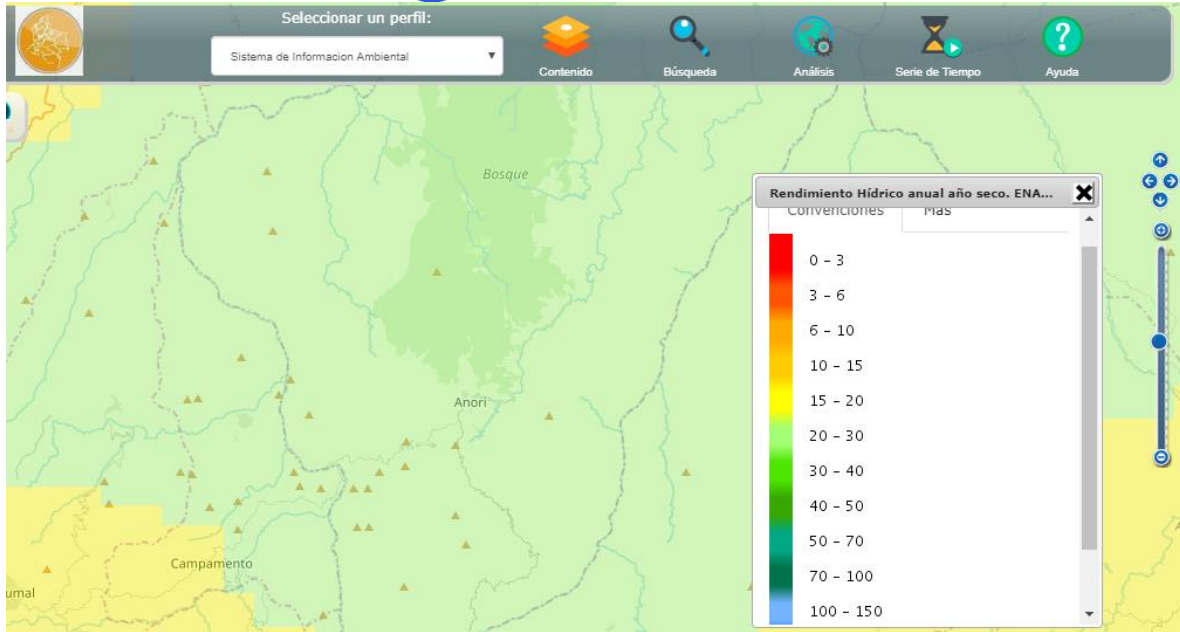 Seleccionar un perfil:
Sistema de Informacion Ambiental
Contenido
Búsqueda
Análisis
Serie de Tiempo
Ayuda
Bosque
Rendimiento Hídrico anual año seco. ENA...
Convenciones
Más
0 - 3
3 - 6
6 - 10
10 - 15
15 - 20
20 - 30
30 - 40
40 - 50
50 - 70
70 - 100
100 - 150
Anori
Campamento
umal